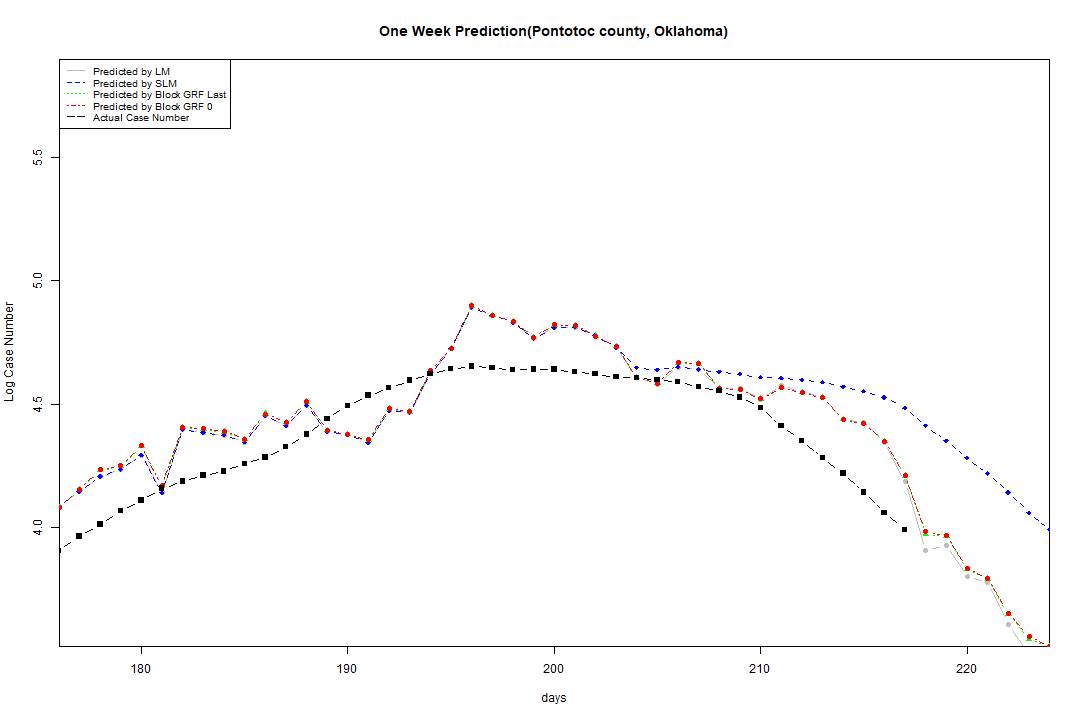 One Week Prediction(Pontotoc county, Oklahoma)
Predicted by LM
Predicted by SLM
Predicted by Block GRF Last
Predicted by Block GRF 0
Actual Case Number
Log Case Number
5.5
5.0
4.5
4.0
180 190 200 210 220
days